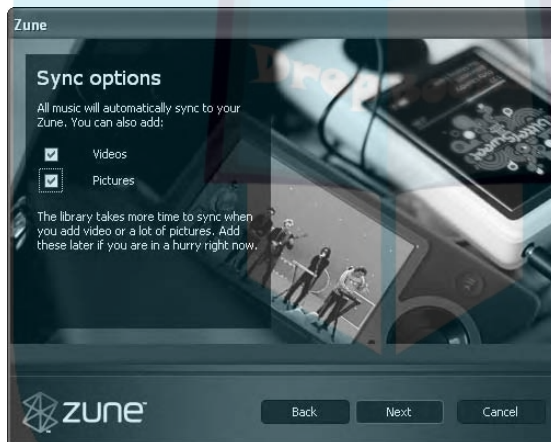 Zune
Sync options
All music will automatically sync to your
Zune. You can also add:
Videos
Pictures
The library takes more time to sync when
you add video or a lot of pictures. Add
these later if you are in a hurry right now.
zune
Back
Next
Cancel